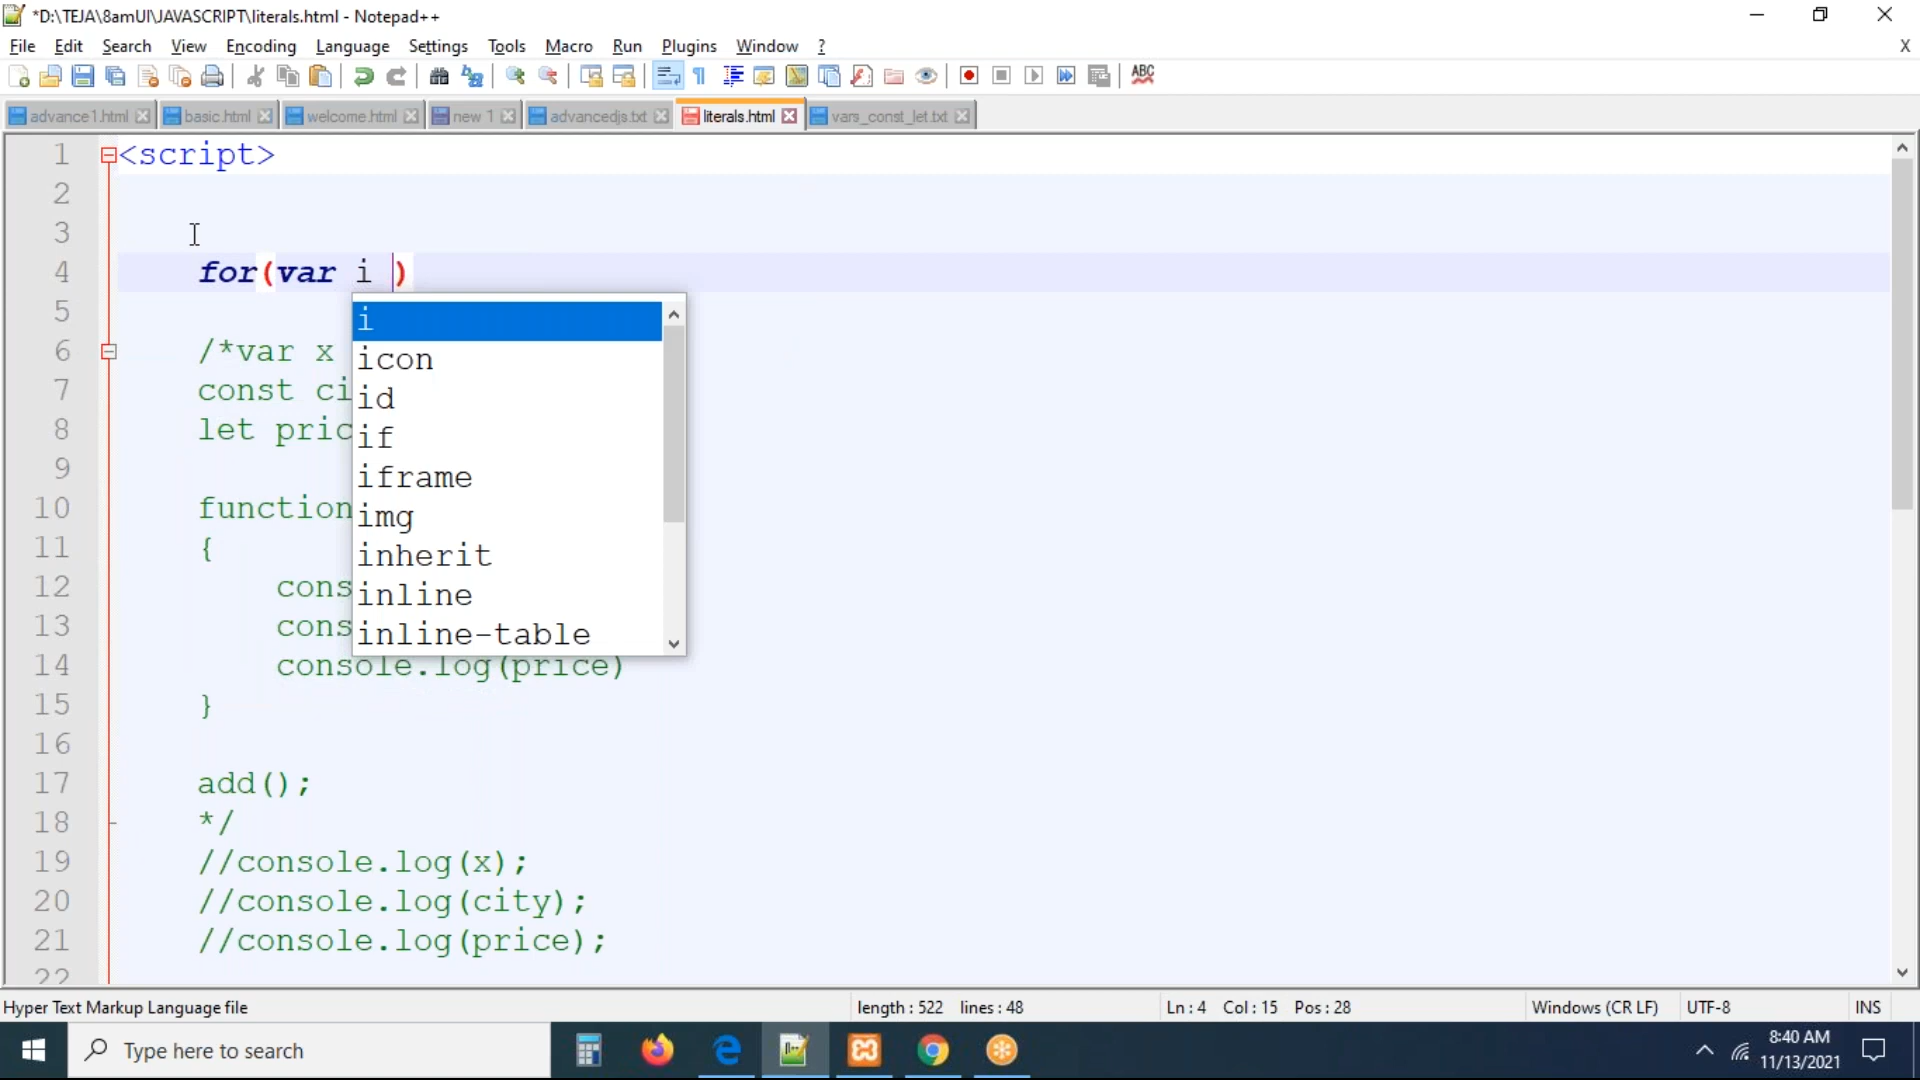 *D:\TEJA\8amUI\JAVASCRIPT\literals.html - Notepad++
File Edit Search View Encoding Language Settings Tools Macro Run Plugins Window ? X
ABC
advance1.html basic.html welcome.html new 1 advancedjs.txt literals.html vars_const_let.txt
1 <script>
2
3
4 for(var i )
5
6 /*var x
7 const ci
8 let pric
9
10 function
11 {
12 cons
13 cons
14 console.log(price)
15 }
16
17 add();
18 */
19 //console.log(x);
20 //console.log(city);
21 //console.log(price);
22
i
icon
id
if
iframe
img
inherit
inline
inline-table
Hyper Text Markup Language file length : 522 lines : 48 Ln : 4 Col : 15 Pos : 28 Windows (CR LF) UTF-8 INS
Type here to search
8:40 AM
11/13/2021